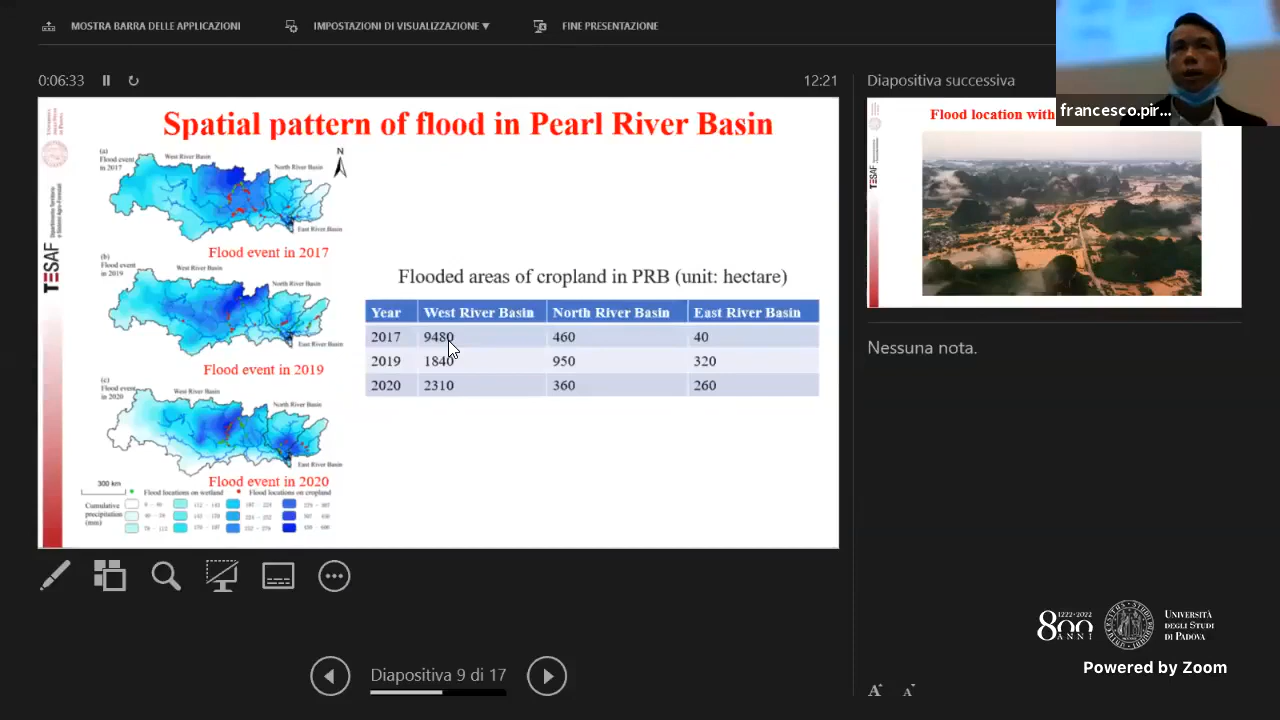 MOSTRA BARRA DELLE APPLICAZIONI
IMPOSTAZIONI DI VISUALIZZAZIONE ▼
FINE PRESENTAZIONE
0:06:33
12:21
Diapositiva successiva
francesco.pir...
Spatial pattern of flood in Pearl River Basin
TESAF
(a)
Flood event
in 2017
West River Basin
North River Basin
N
East River Basin
Flood event in 2017
(b)
Flood event
in 2019
West River Basin
North River Basin
East River Basin
Flood event in 2019
(c)
Flood event
in 2020
West River Basin
North River Basin
East River Basin
Flood event in 2020
300 km
Flood locations on wetland
Flood locations on cropland
Cumulative
precipitation
(mm)
Flooded areas of cropland in PRB (unit: hectare)
Year West River Basin North River Basin East River Basin
2017 9480 460 40
2019 1840 950 320
2020 2310 360 260
Flood location with
TESAF
Nessuna nota.
Diapositiva 9 di 17
1222·2022
800
ANNI
UNIVERSITÀ
DEGLI STUDI
DI PADOVA
Powered by Zoom
A A